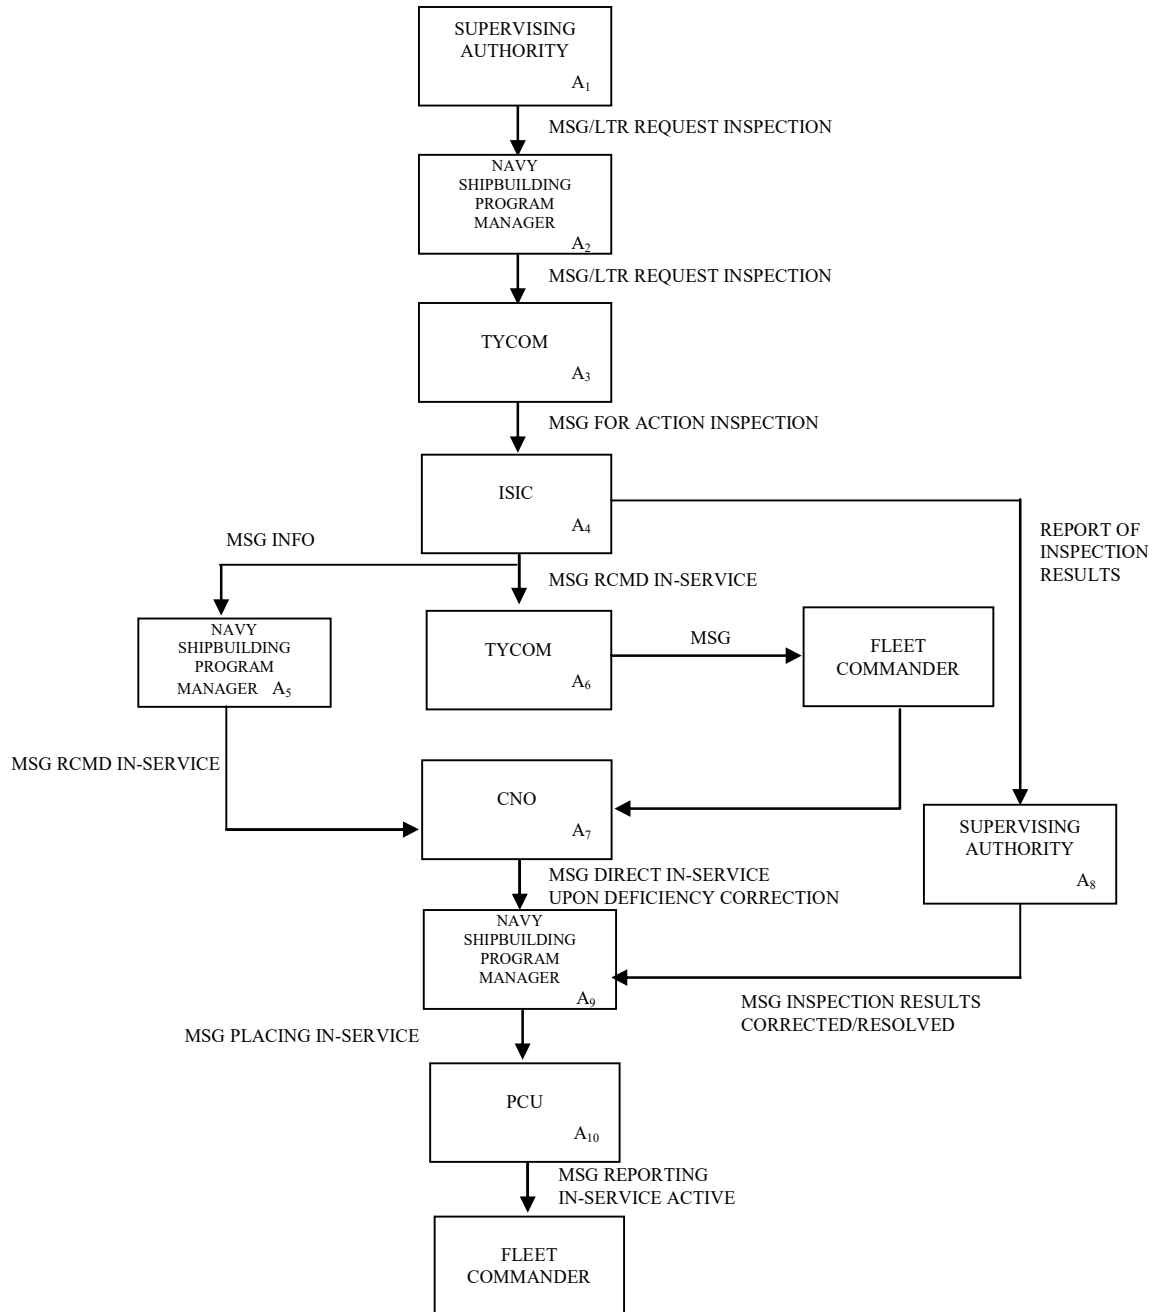 SUPERVISING
AUTHORITY
A1
MSG/LTR REQUEST INSPECTION
NAVY
SHIPBUILDING
PROGRAM
MANAGER
A2
MSG/LTR REQUEST INSPECTION
TYCOM
A3
MSG FOR ACTION INSPECTION
ISIC
A4
REPORT OF
INSPECTION
RESULTS
MSG INFO
MSG RCMD IN-SERVICE
NAVY
SHIPBUILDING
PROGRAM
MANAGER A5
TYCOM
A6
MSG
FLEET
COMMANDER
MSG RCMD IN-SERVICE
CNO
A7
SUPERVISING
AUTHORITY
A8
MSG DIRECT IN-SERVICE
UPON DEFICIENCY CORRECTION
NAVY
SHIPBUILDING
PROGRAM
MANAGER
A9
MSG INSPECTION RESULTS
CORRECTED/RESOLVED
MSG PLACING IN-SERVICE
PCU
A10
MSG REPORTING
IN-SERVICE ACTIVE
FLEET
COMMANDER